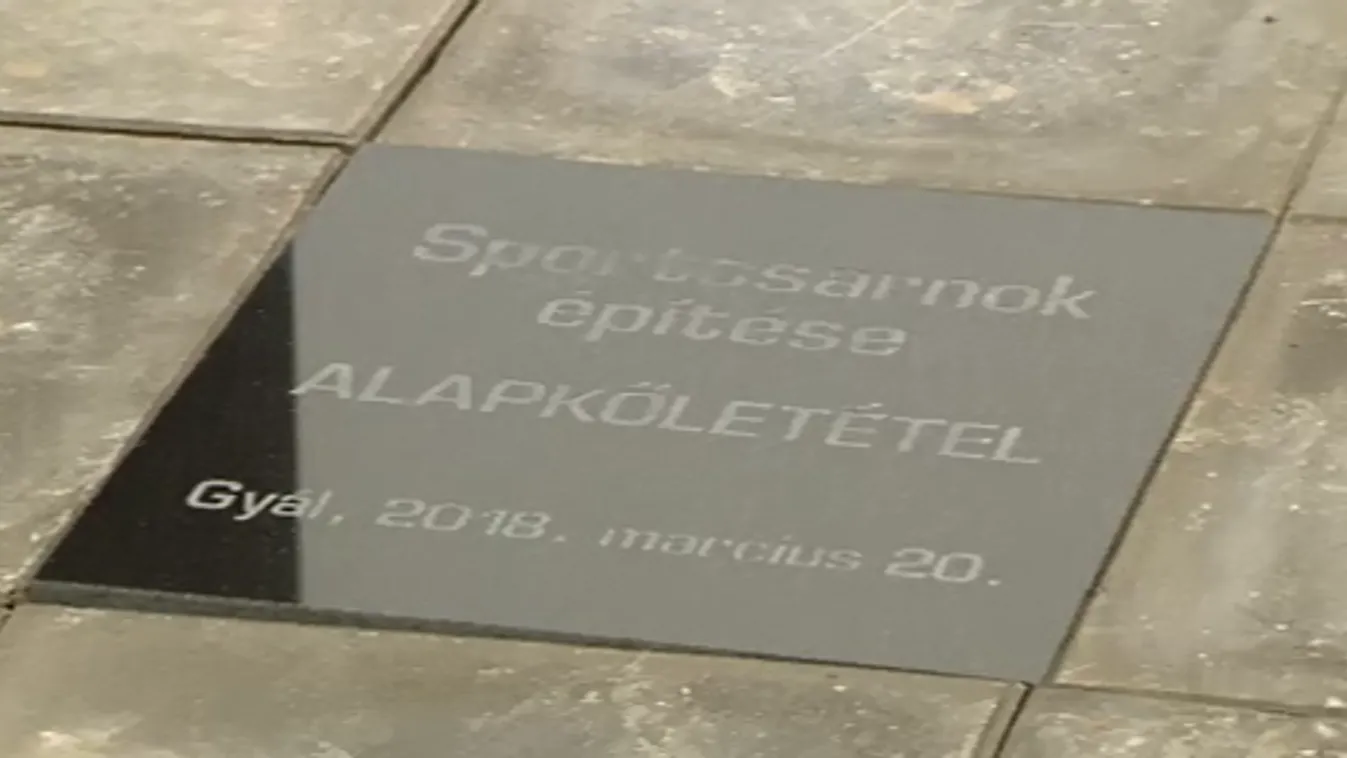 Sportcsarnok
építése
ALAPKŐLETÉTEL
Gyál, 2018. március 20.